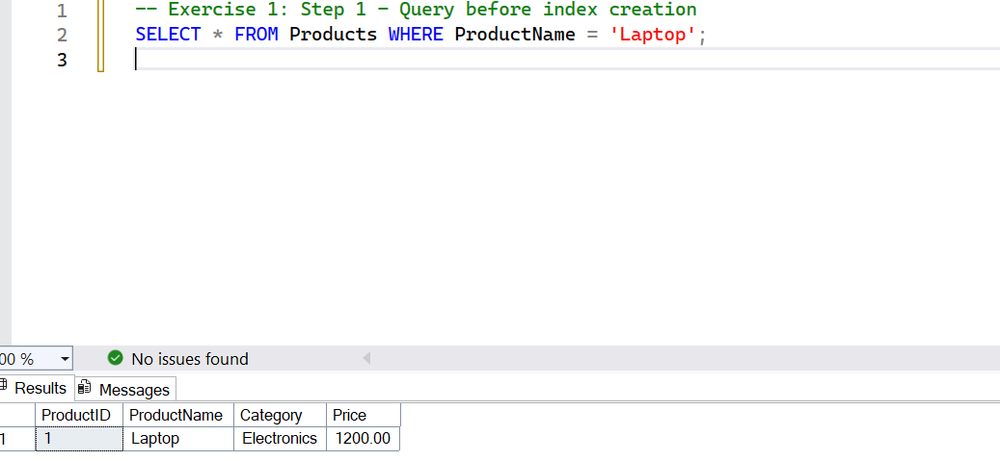 1 -- Exercise 1: Step 1 - Query before index creation
2 SELECT * FROM Products WHERE ProductName = 'Laptop';
3
00 % No issues found
Results Messages
ProductID ProductName Category Price
1 1 Laptop Electronics 1200.00